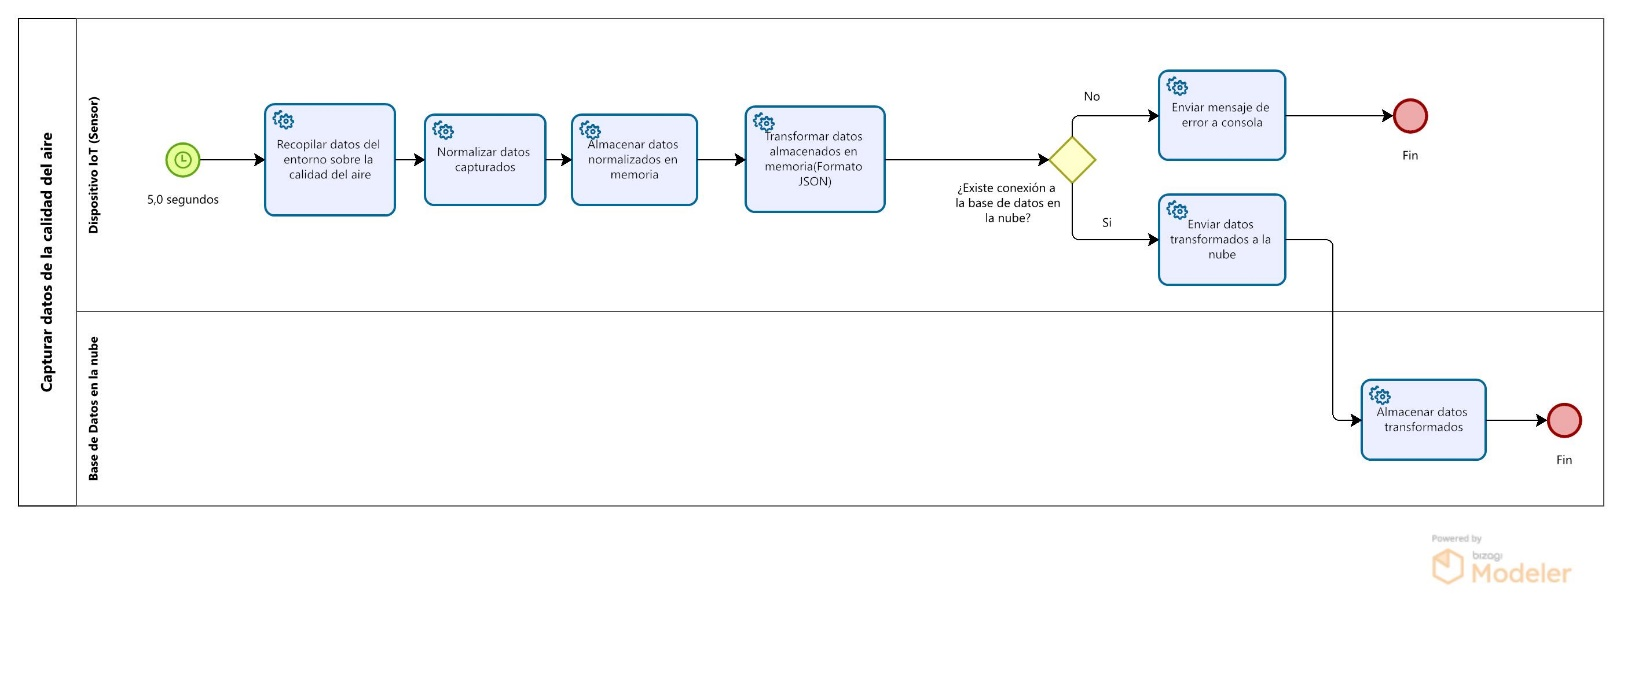 Capturar datos de la calidad del aire
Dispositivo IoT (Sensor)
5,0 segundos
Recopilar datos del
entorno sobre la
calidad del aire
Normalizar datos
capturados
Almacenar datos
normalizados en
memoria
Transformar datos
almacenados en
memoria(Formato
JSON)
¿Existe conexión a
la base de datos en
la nube?
No
Enviar mensaje de
error a consola
Fin
Si
Enviar datos
transformados a la
nube
Base de Datos en la nube
Almacenar datos
transformados
Fin
Powered by
bizagi
Modeler